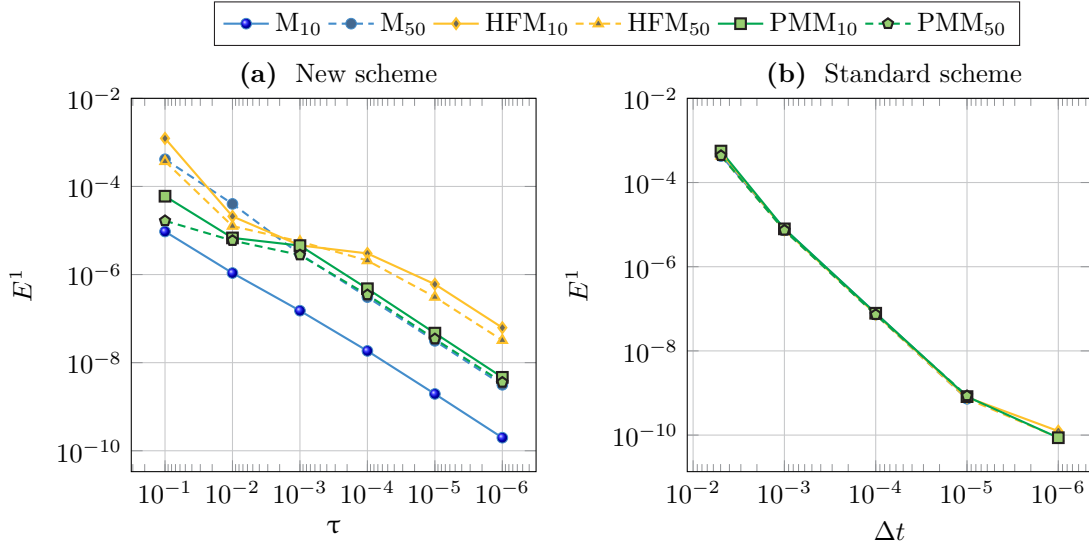 M₁₀ M₅₀ HFM₁₀ HFM₅₀ PMM₁₀ PMM₅₀
(a) New scheme
10⁻²
10⁻⁴
10⁻⁶
10⁻⁸
10⁻¹⁰
E¹
10⁻¹ 10⁻² 10⁻³ 10⁻⁴ 10⁻⁵ 10⁻⁶
τ
(b) Standard scheme
10⁻²
10⁻⁴
10⁻⁶
10⁻⁸
10⁻¹⁰
E¹
10⁻² 10⁻³ 10⁻⁴ 10⁻⁵ 10⁻⁶
Δt